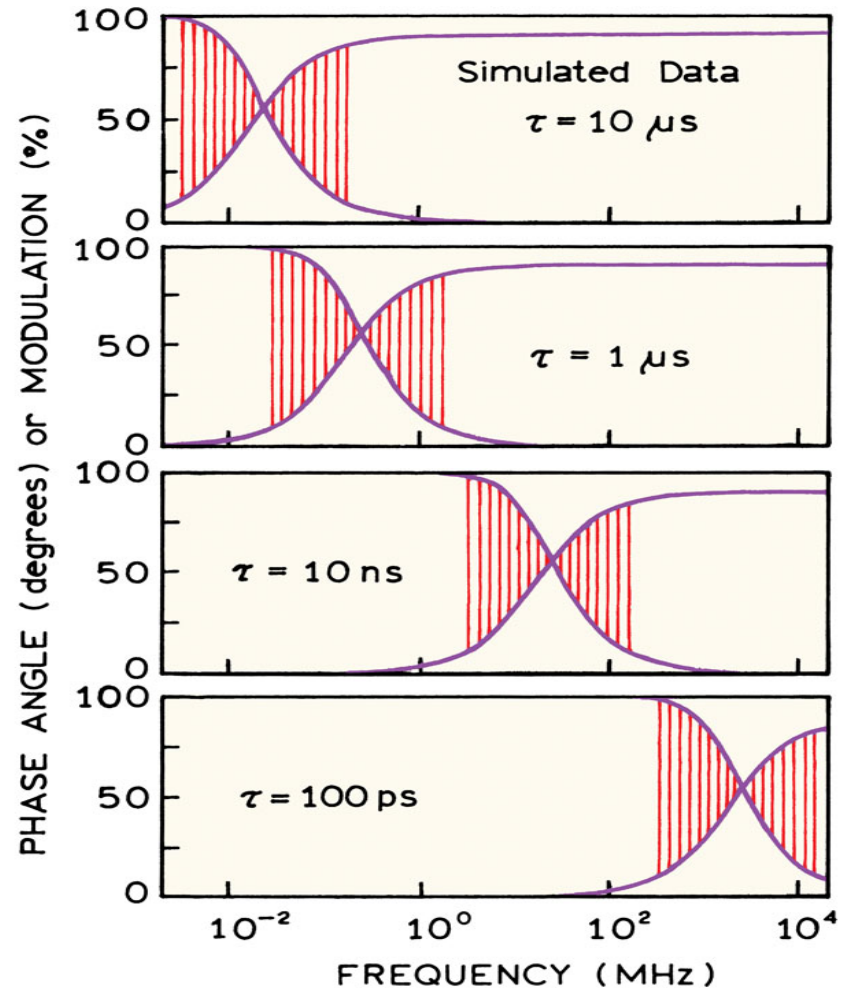 PHASE ANGLE (degrees) or MODULATION (%)
100
50
0
Simulated Data
τ = 10 μs
100
50
0
τ = 1 μs
100
50
0
τ = 10 ns
100
50
0
τ = 100 ps
10⁻² 10⁰ 10² 10⁴
FREQUENCY (MHz)